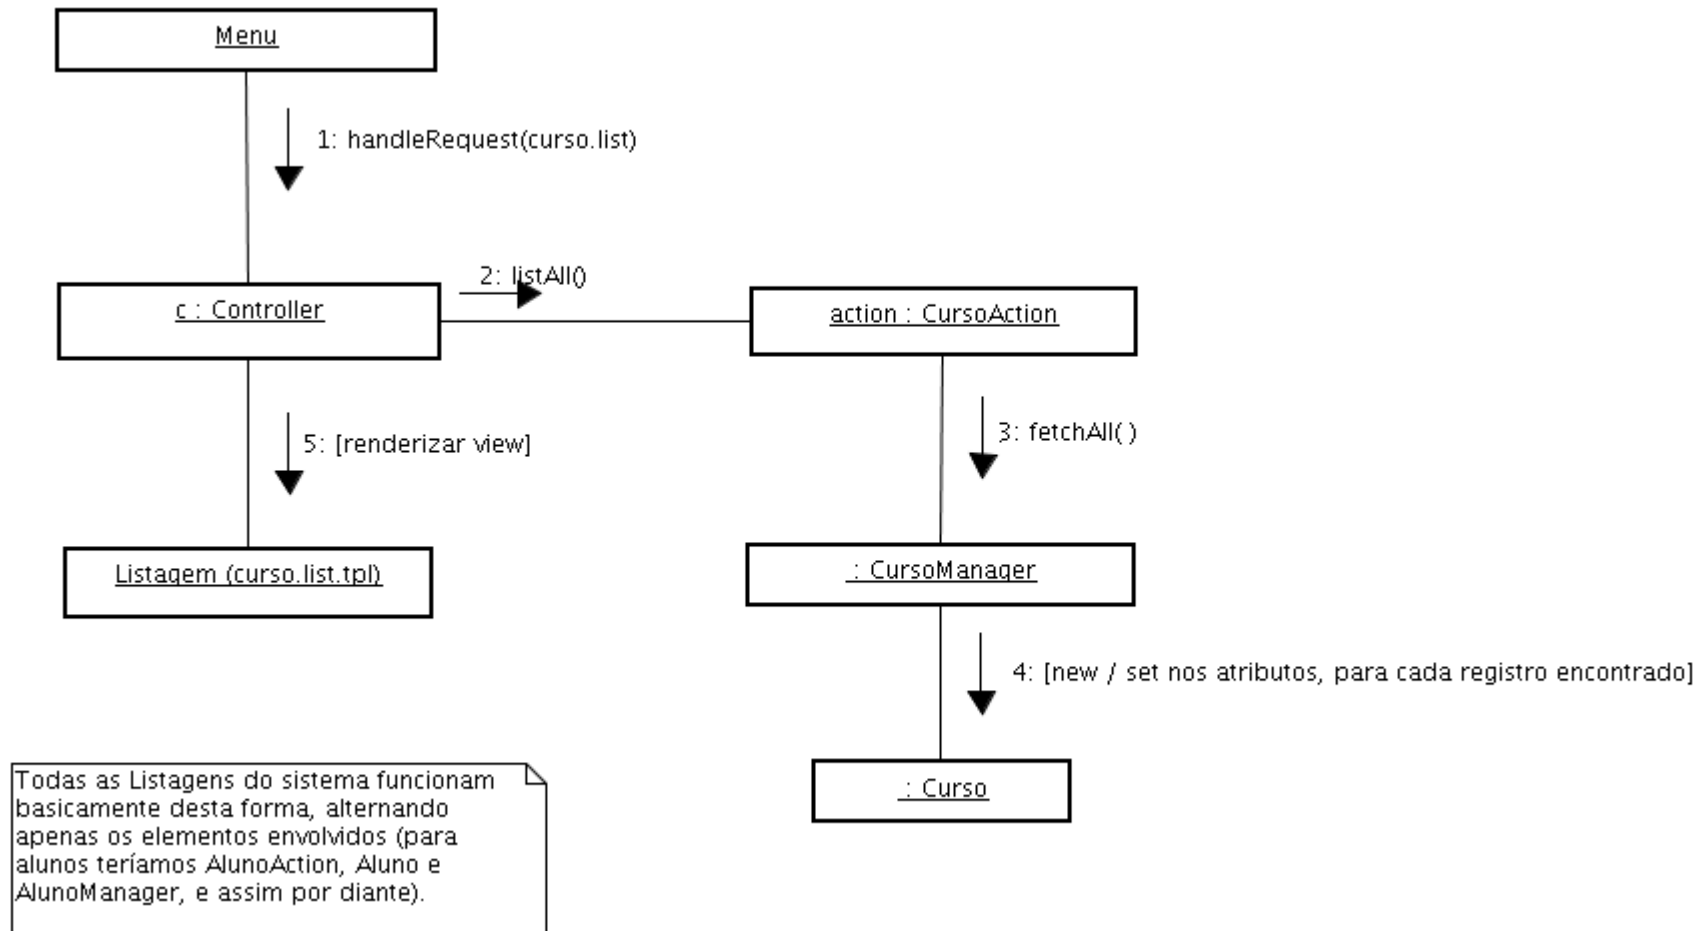 Menu
1: handleRequest(curso.list)
2: listAll()
c : Controller
action : CursoAction
3: fetchAll( )
5: [renderizar view]
Listagem (curso.list.tpl)
: CursoManager
4: [new / set nos atributos, para cada registro encontrado]
: Curso
Todas as Listagens do sistema funcionam
basicamente desta forma, alternando
apenas os elementos envolvidos (para
alunos teríamos AlunoAction, Aluno e
AlunoManager, e assim por diante).